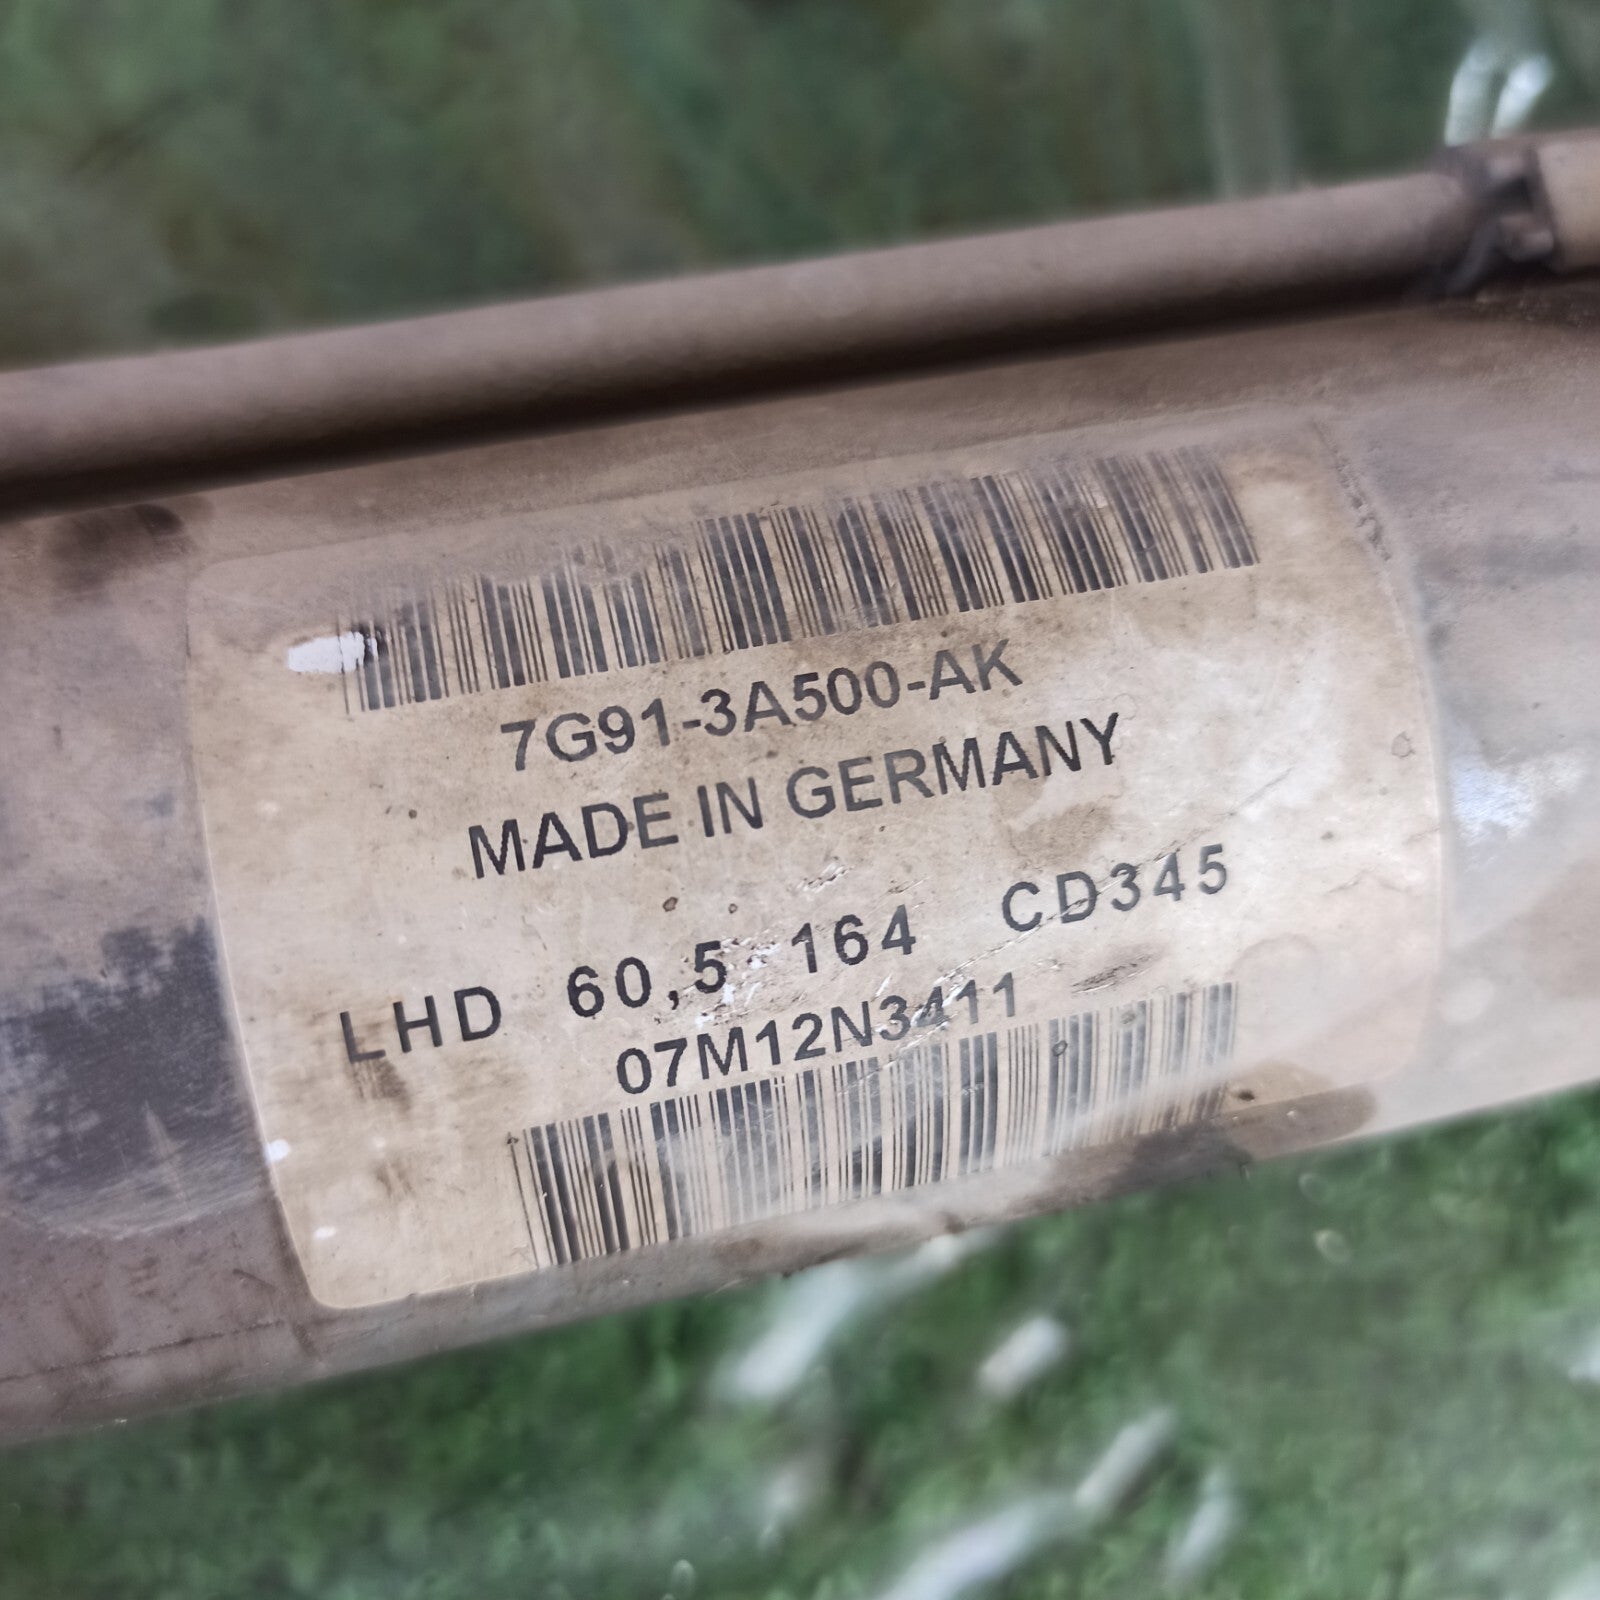 7G91-3A500-AK
MADE IN GERMANY
LHD 60,5 164 CD345
07M12N3411